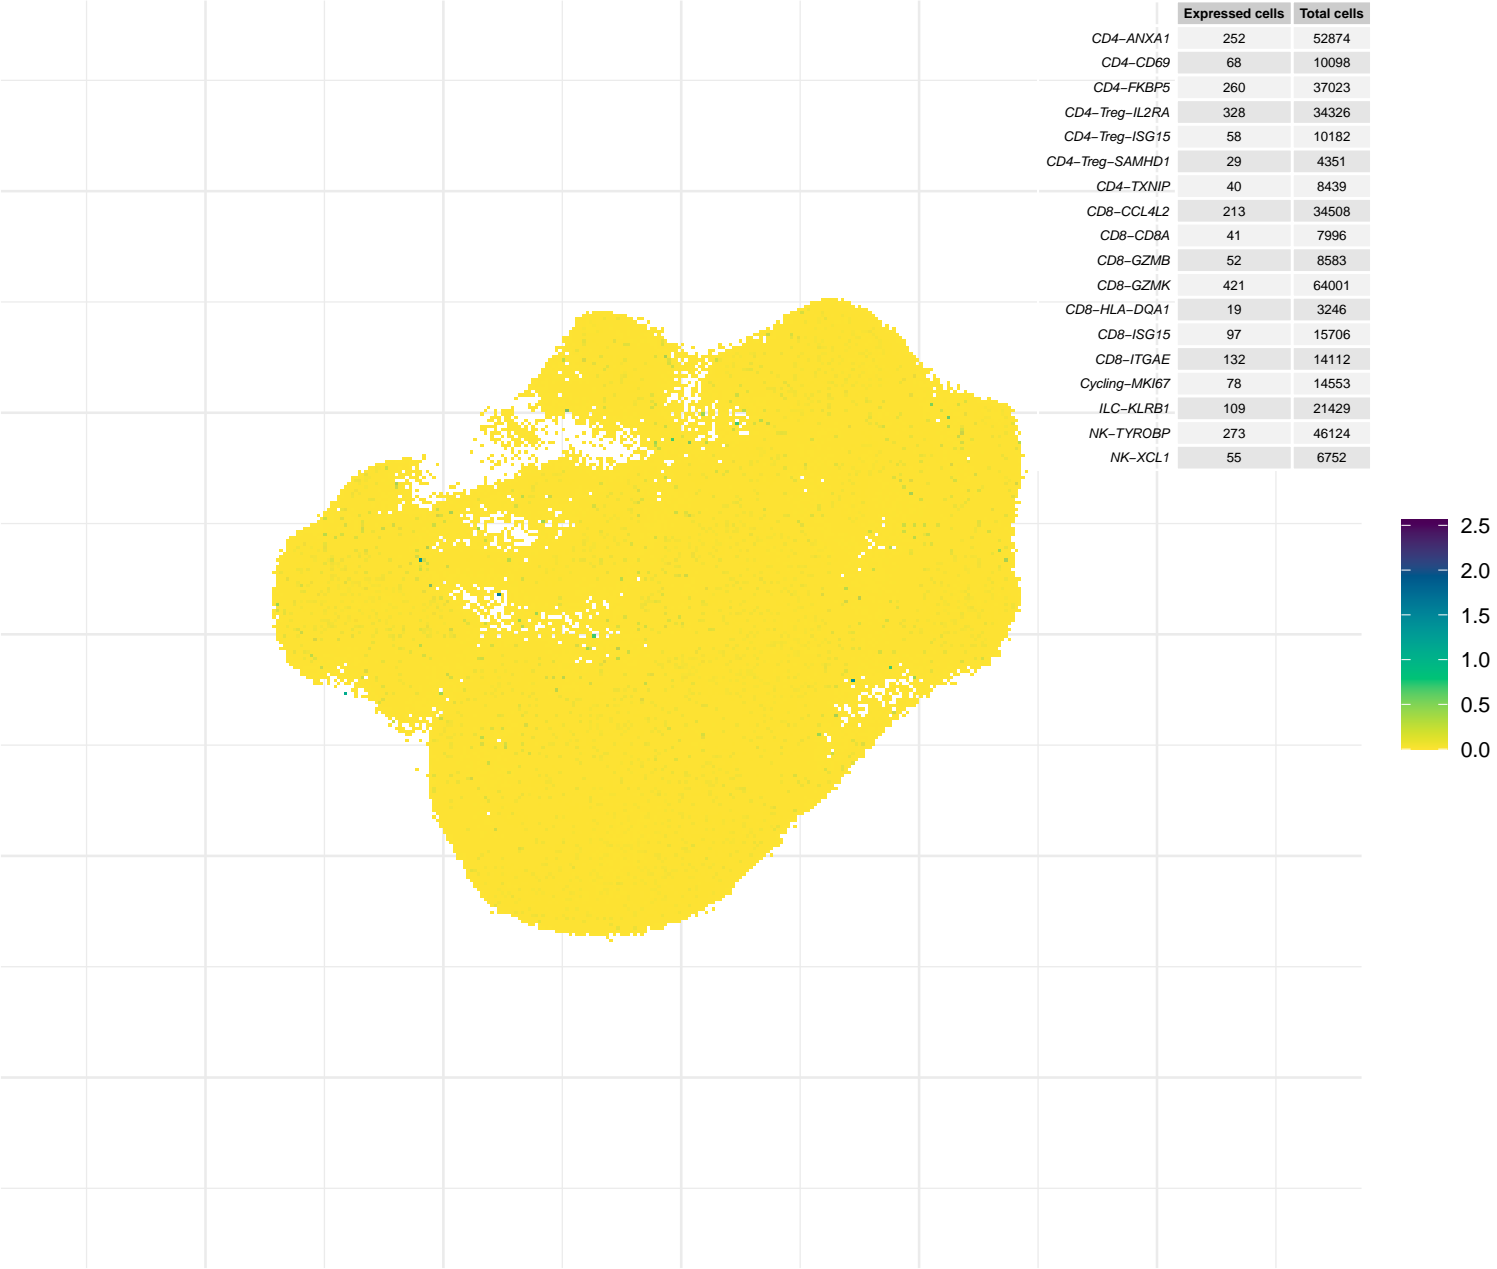 Expressed cells Total cells
CD4−ANXA1 252 52874
CD4−CD69 68 10098
CD4−FKBP5 260 37023
CD4−Treg−IL2RA 328 34326
CD4−Treg−ISG15 58 10182
CD4−Treg−SAMHD1 29 4351
CD4−TXNIP 40 8439
CD8−CCL4L2 213 34508
CD8−CD8A 41 7996
CD8−GZMB 52 8583
CD8−GZMK 421 64001
CD8−HLA−DQA1 19 3246
CD8−ISG15 97 15706
CD8−ITGAE 132 14112
Cycling−MKI67 78 14553
ILC−KLRB1 109 21429
NK−TYROBP 273 46124
NK−XCL1 55 6752
2.5
2.0
1.5
1.0
0.5
0.0